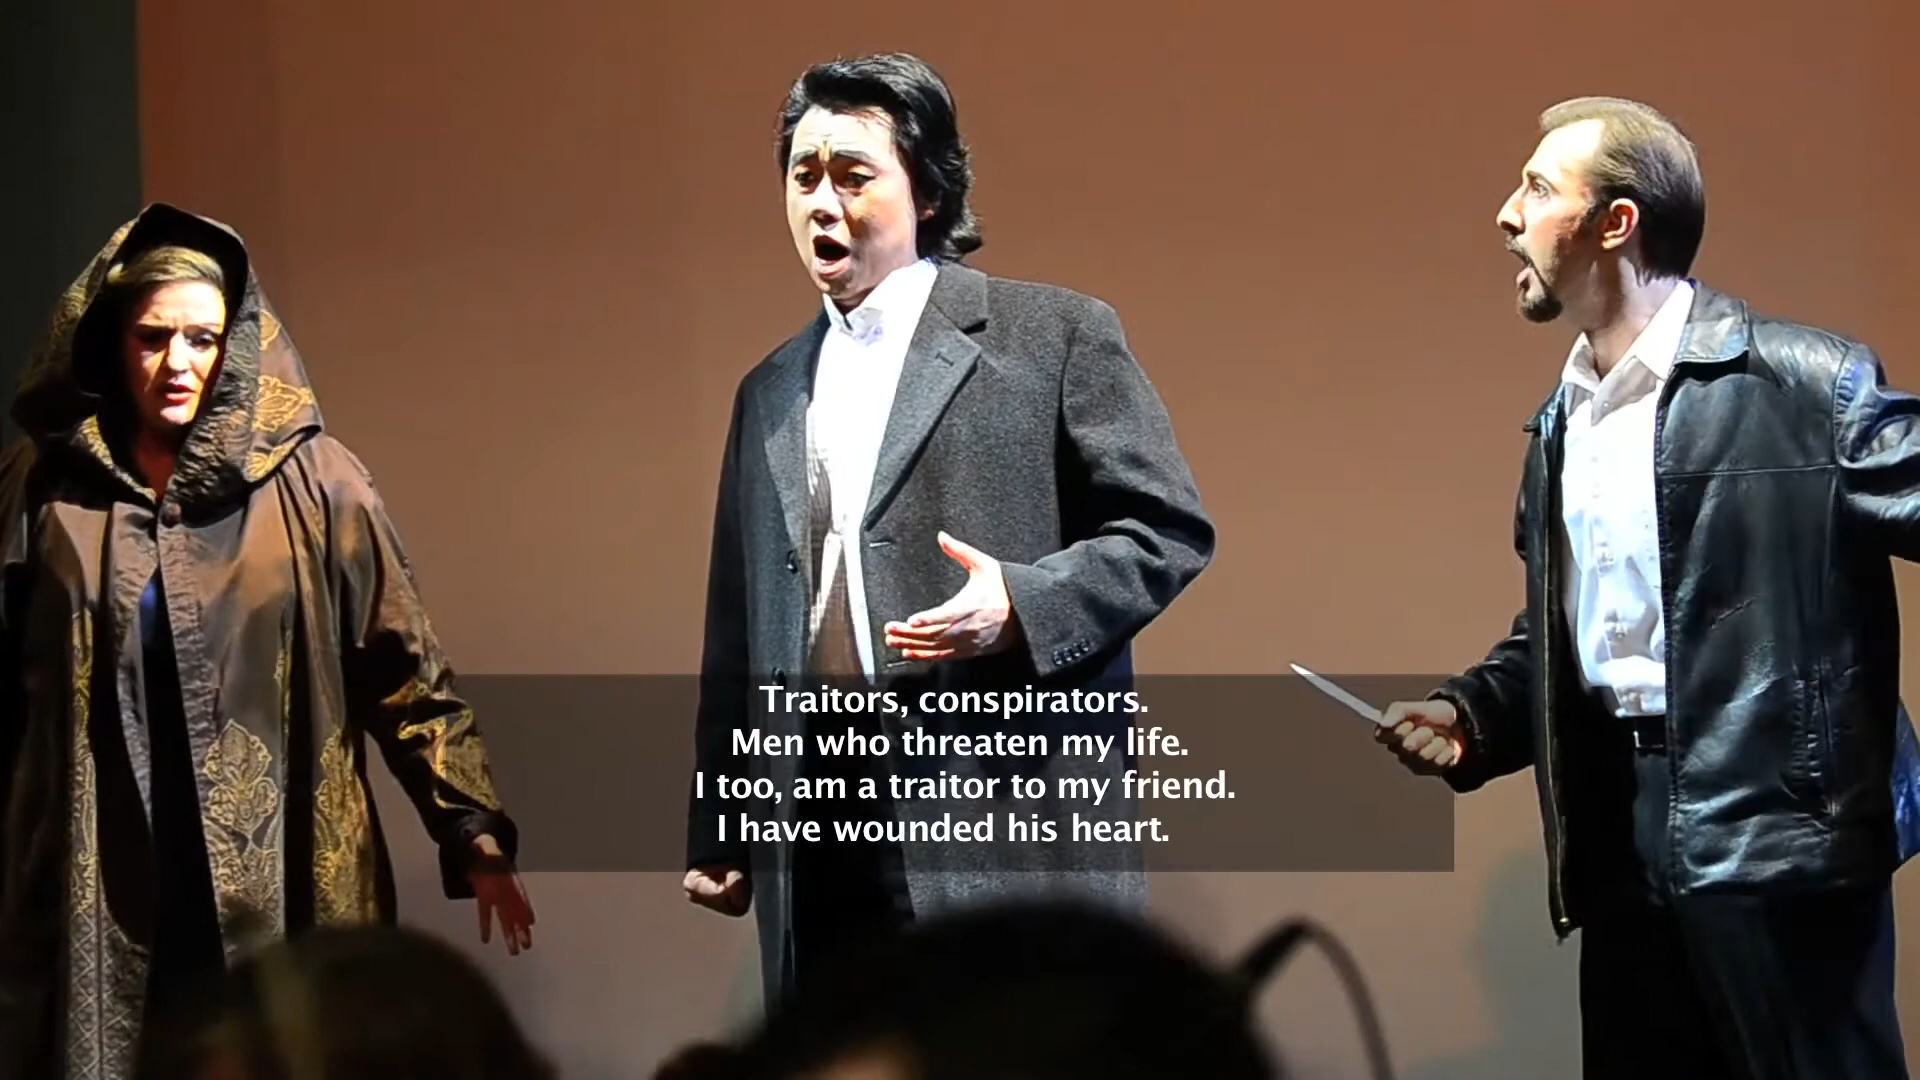 Traitors, conspirators.
Men who threaten my life.
I too, am a traitor to my friend.
I have wounded his heart.